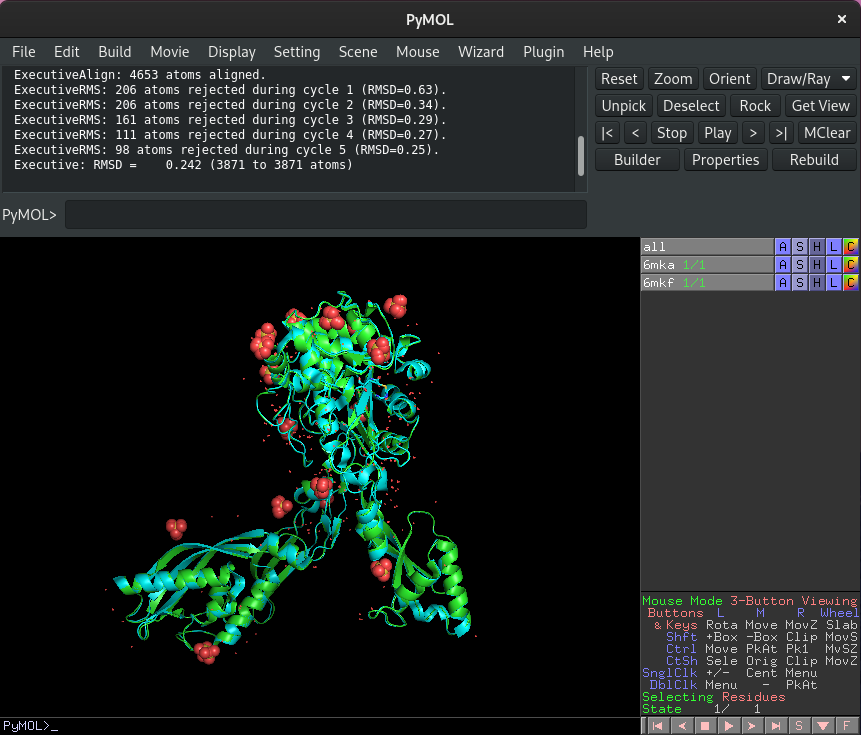 PyMOL
File Edit Build Movie Display Setting Scene Mouse Wizard Plugin Help
ExecutiveAlign: 4653 atoms aligned.
ExecutiveRMS: 206 atoms rejected during cycle 1 (RMSD=0.63).
ExecutiveRMS: 206 atoms rejected during cycle 2 (RMSD=0.34).
ExecutiveRMS: 161 atoms rejected during cycle 3 (RMSD=0.29).
ExecutiveRMS: 111 atoms rejected during cycle 4 (RMSD=0.27).
ExecutiveRMS: 98 atoms rejected during cycle 5 (RMSD=0.25).
Executive: RMSD =    0.242 (3871 to 3871 atoms)
Reset Zoom Orient Draw/Ray
Unpick Deselect Rock Get View
|< < Stop Play > >| MClear
Builder Properties Rebuild
PyMOL>
all A S H L C
6mka 1/1 A S H L C
6mkf 1/1 A S H L C
Mouse Mode 3-Button Viewing
Buttons L M R Wheel
& Keys Rota Move MovZ Slab
Shft +Box -Box Clip MovS
Ctrl Move PkAt Pk1 MvSZ
CtSh Sele Orig Clip MovZ
SnglClk +/- Cent Menu
DblClk Menu - PkAt
Selecting Residues
State 1/ 1
PyMOL>_
S F